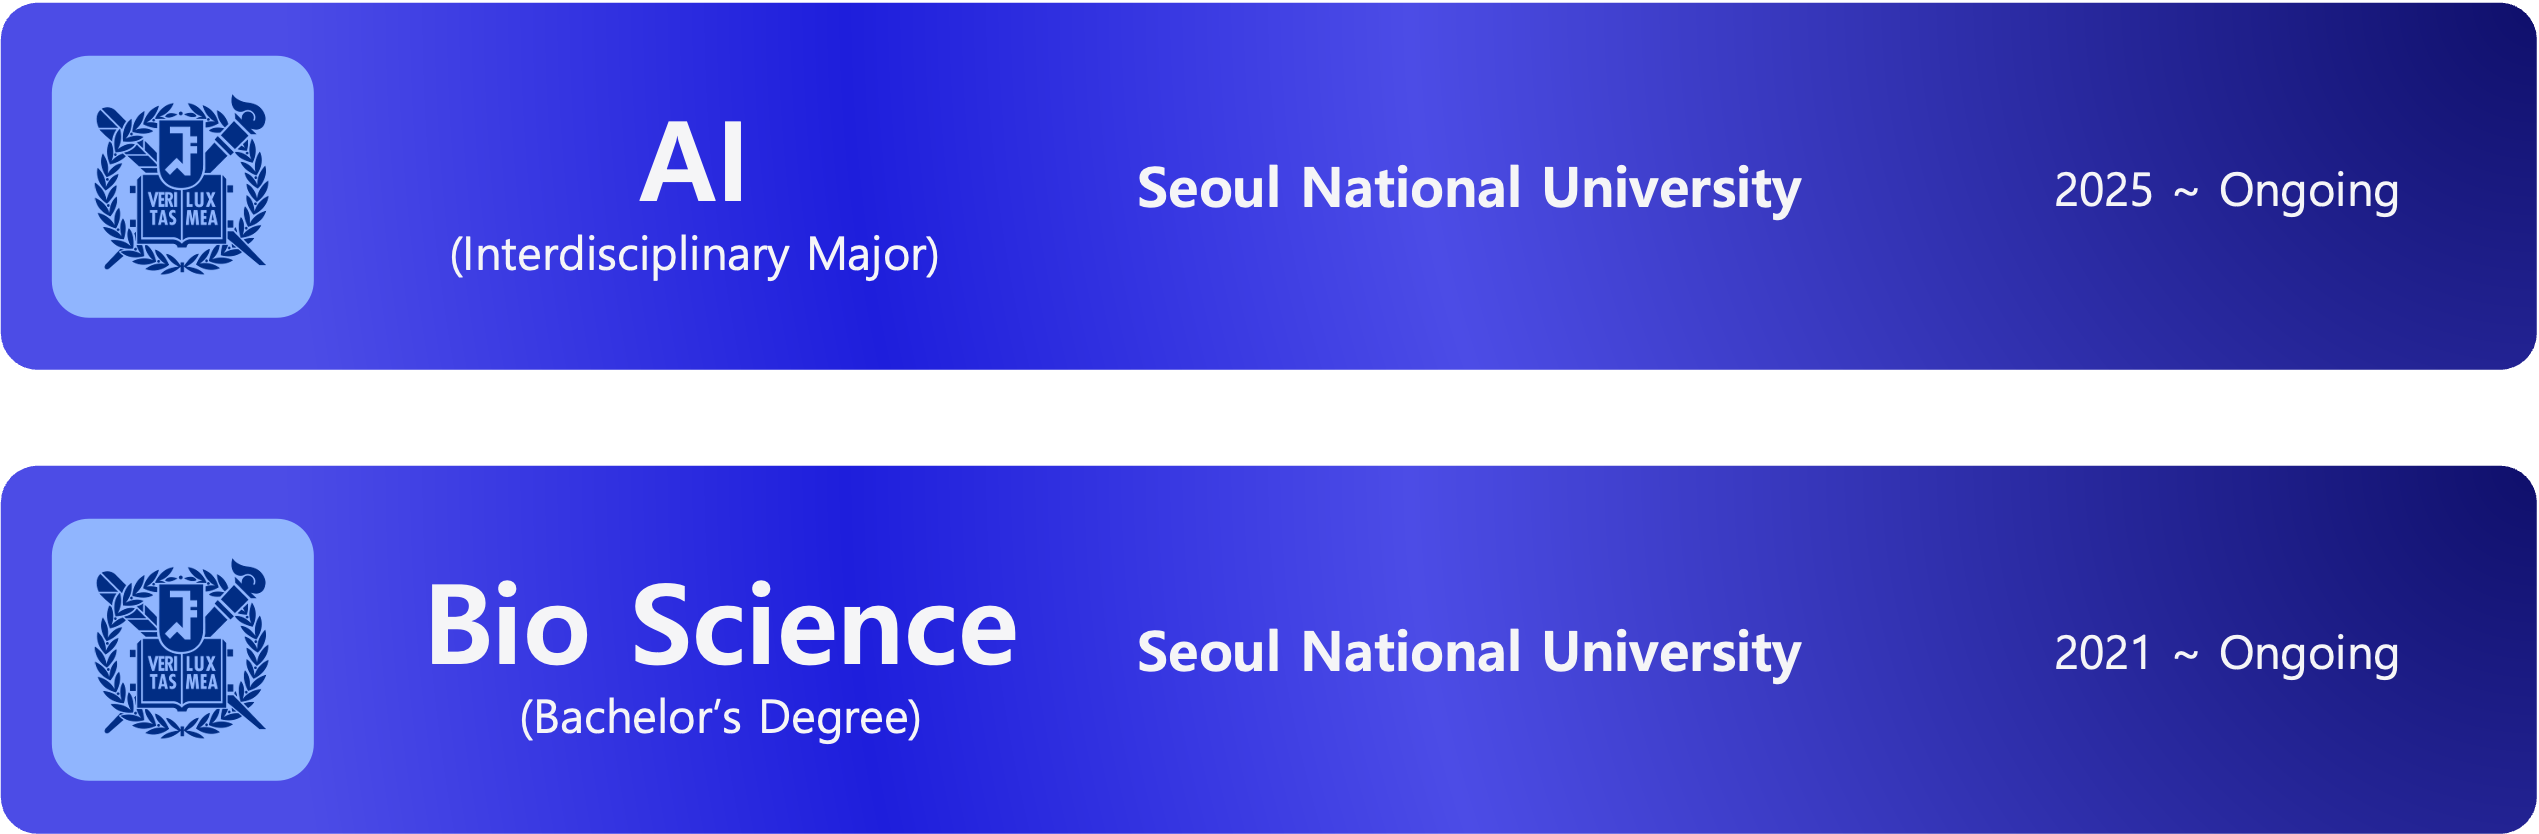 VERI LUX
TAS MEA
AI
(Interdisciplinary Major)
Seoul National University
2025 ~ Ongoing
VERI LUX
TAS MEA
Bio Science
(Bachelor’s Degree)
Seoul National University
2021 ~ Ongoing